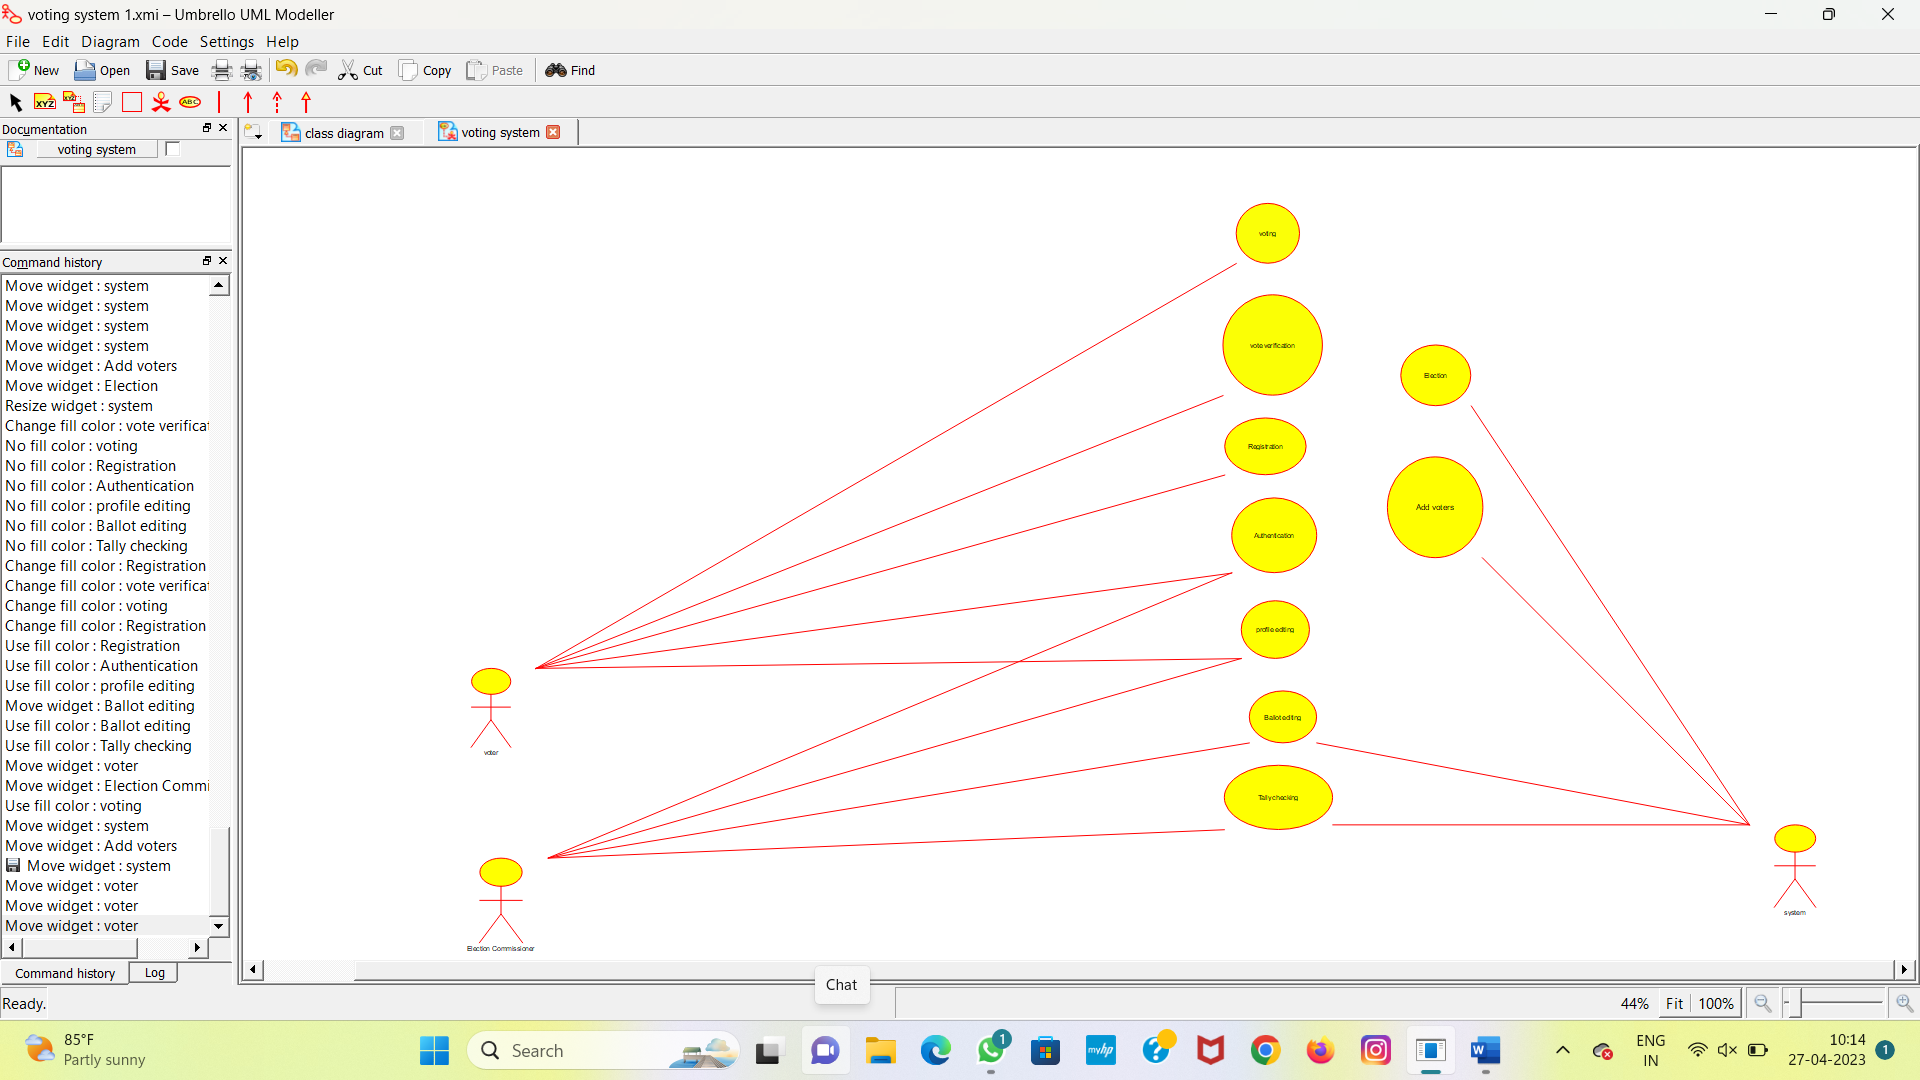 voting system 1.xmi – Umbrello UML Modeller
File Edit Diagram Code Settings Help
New Open Save Cut Copy Paste Find
XYZ XYZ ABC
Documentation
voting system
class diagram
voting system
Command history
Move widget : system
Move widget : system
Move widget : system
Move widget : system
Move widget : Add voters
Move widget : Election
Resize widget : system
Change fill color : vote verificat
No fill color : voting
No fill color : Registration
No fill color : Authentication
No fill color : profile editing
No fill color : Ballot editing
No fill color : Tally checking
Change fill color : Registration
Change fill color : vote verificat
Change fill color : voting
Change fill color : Registration
Use fill color : Registration
Use fill color : Authentication
Use fill color : profile editing
Move widget : Ballot editing
Use fill color : Ballot editing
Use fill color : Tally checking
Move widget : voter
Move widget : Election Commi
Use fill color : voting
Move widget : system
Move widget : Add voters
Move widget : system
Move widget : voter
Move widget : voter
Move widget : voter
Command history
Log
voting
vote verification
Election
Registration
Add voters
Authentication
profile editing
Ballot editing
Tally checking
voter
Election Commissioner
system
Chat
Ready.
44% Fit 100%
85°F
Partly sunny
Search
1
myhp
?
W
ENG
IN
10:14
27-04-2023
1